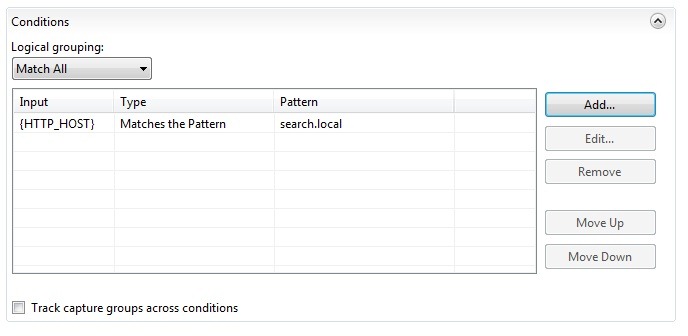 Conditions
Logical grouping:
Match All
Input Type Pattern
Add...
{HTTP_HOST} Matches the Pattern search.local
Edit...
Remove
Move Up
Move Down
Track capture groups across conditions